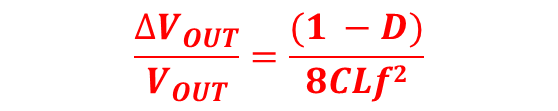 ΔV_OUT / V_OUT = (1 − D) / 8CLf²